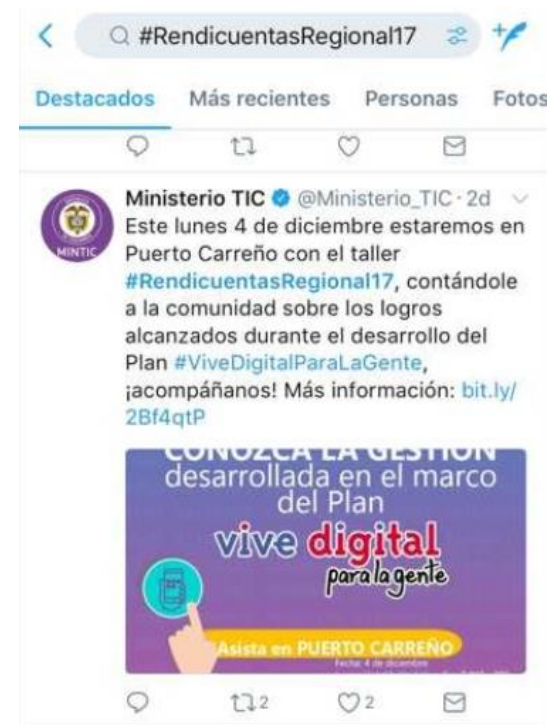 #RendicuentasRegional17
Destacados Más recientes Personas Fotos
Ministerio TIC @Ministerio_TIC · 2d
MINTIC
Este lunes 4 de diciembre estaremos en
Puerto Carreño con el taller
#RendicuentasRegional17, contándole
a la comunidad sobre los logros
alcanzados durante el desarrollo del
Plan #ViveDigitalParaLaGente,
¡acompáñanos! Más información: bit.ly/
2Bf4qtP
CONOZCA LA GESTIÓN
desarrollada en el marco
del Plan
vive digital
para la gente
Asista en PUERTO CARREÑO
Fecha: 4 de diciembre
2 2